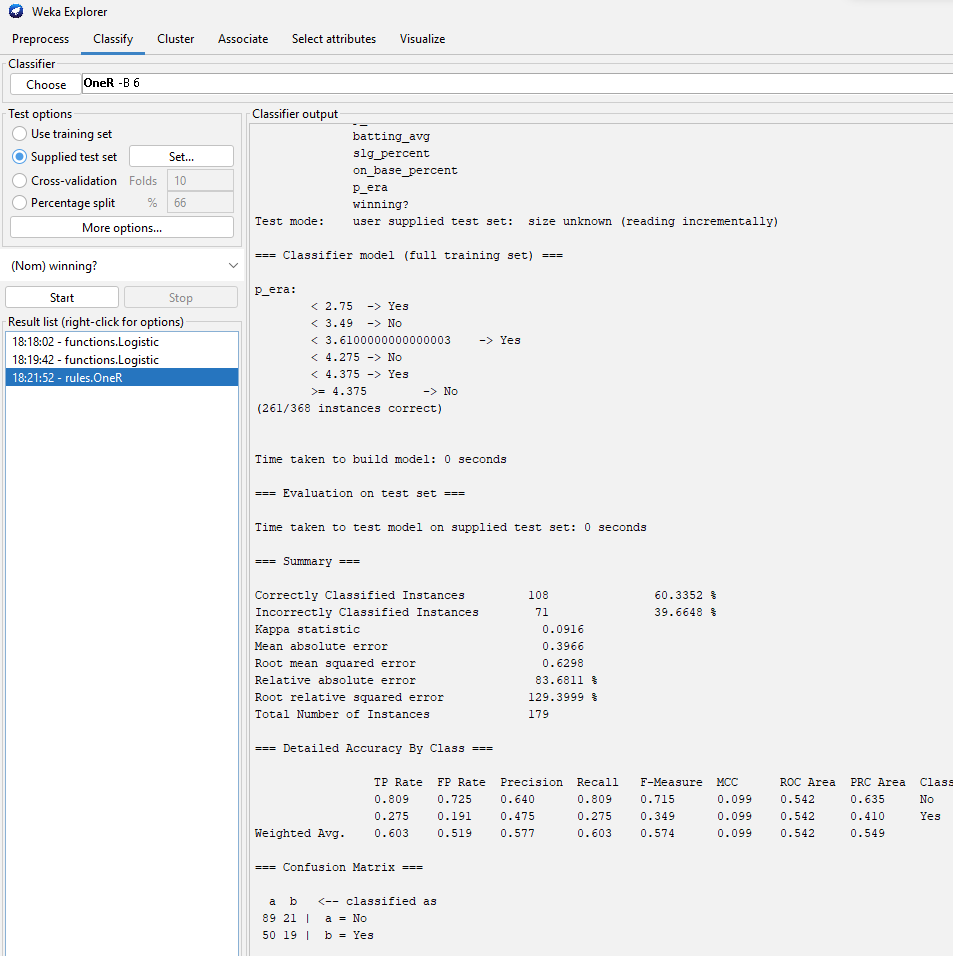 Weka Explorer
Preprocess Classify Cluster Associate Select attributes Visualize
Classifier
Choose OneR -B 6
Test options
Use training set
Supplied test set Set...
Cross-validation Folds 10
Percentage split % 66
More options...
(Nom) winning?
Start Stop
Result list (right-click for options)
18:18:02 - functions.Logistic
18:19:42 - functions.Logistic
18:21:52 - rules.OneR
Classifier output
batting_avg
slg_percent
on_base_percent
p_era
winning?
Test mode: user supplied test set: size unknown (reading incrementally)
=== Classifier model (full training set) ===
p_era:
< 2.75 -> Yes
< 3.49 -> No
< 3.6100000000000003 -> Yes
< 4.275 -> No
< 4.375 -> Yes
>= 4.375 -> No
(261/368 instances correct)
Time taken to build model: 0 seconds
=== Evaluation on test set ===
Time taken to test model on supplied test set: 0 seconds
=== Summary ===
Correctly Classified Instances 108 60.3352 %
Incorrectly Classified Instances 71 39.6648 %
Kappa statistic 0.0916
Mean absolute error 0.3966
Root mean squared error 0.6298
Relative absolute error 83.6811 %
Root relative squared error 129.3999 %
Total Number of Instances 179
=== Detailed Accuracy By Class ===
TP Rate FP Rate Precision Recall F-Measure MCC ROC Area PRC Area Class
0.809 0.725 0.640 0.809 0.715 0.099 0.542 0.635 No
0.275 0.191 0.475 0.275 0.349 0.099 0.542 0.410 Yes
Weighted Avg. 0.603 0.519 0.577 0.603 0.574 0.099 0.542 0.549
=== Confusion Matrix ===
a b <-- classified as
89 21 | a = No
50 19 | b = Yes